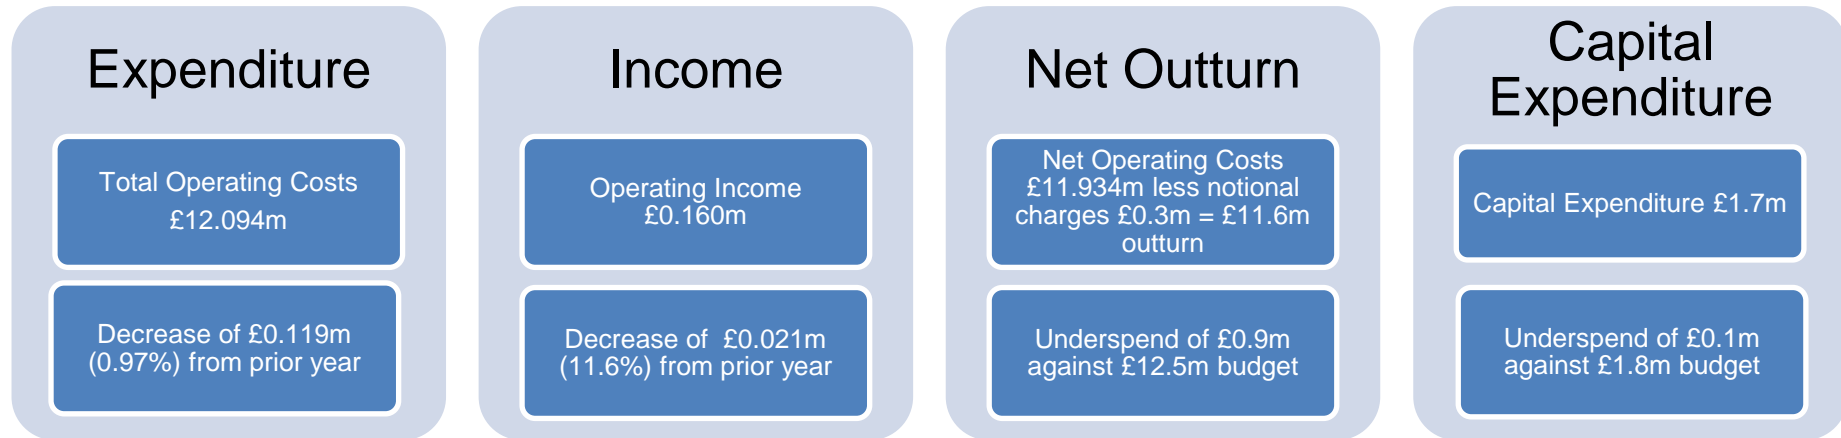 Expenditure
Total Operating Costs
£12.094m
Decrease of £0.119m
(0.97%) from prior year
Income
Operating Income
£0.160m
Decrease of £0.021m
(11.6%) from prior year
Net Outturn
Net Operating Costs
£11.934m less notional
charges £0.3m = £11.6m
outturn
Underspend of £0.9m
against £12.5m budget
Capital
Expenditure
Capital Expenditure £1.7m
Underspend of £0.1m
against £1.8m budget